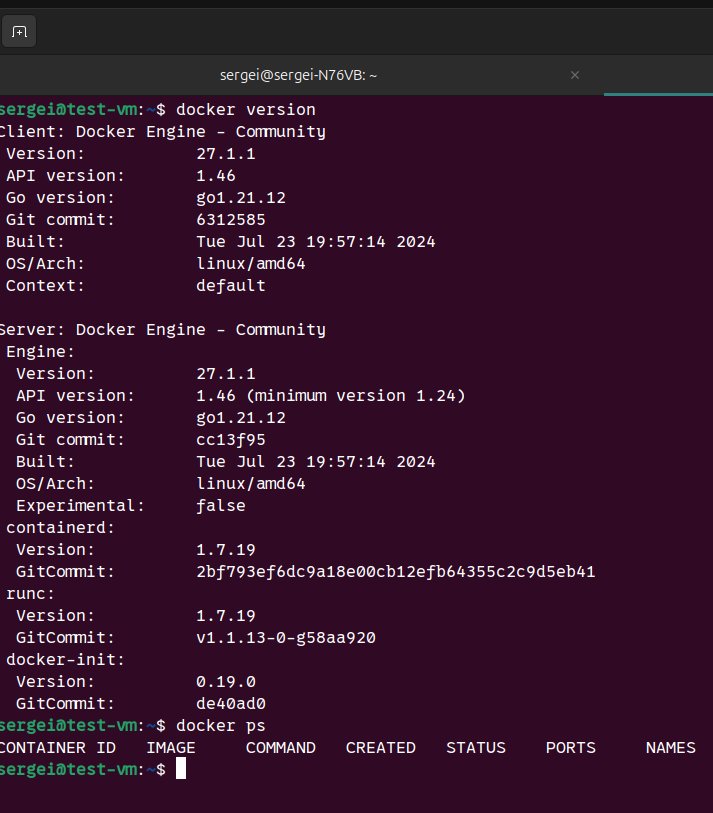 sergei@sergei-N76VB: ~
sergei@test-vm:~$ docker version
Client: Docker Engine - Community
Version: 27.1.1
API version: 1.46
Go version: go1.21.12
Git commit: 6312585
Built: Tue Jul 23 19:57:14 2024
OS/Arch: linux/amd64
Context: default
Server: Docker Engine - Community
Engine:
Version: 27.1.1
API version: 1.46 (minimum version 1.24)
Go version: go1.21.12
Git commit: cc13f95
Built: Tue Jul 23 19:57:14 2024
OS/Arch: linux/amd64
Experimental: false
containerd:
Version: 1.7.19
GitCommit: 2bf793ef6dc9a18e00cb12efb64355c2c9d5eb41
runc:
Version: 1.7.19
GitCommit: v1.1.13-0-g58aa920
docker-init:
Version: 0.19.0
GitCommit: de40ad0
sergei@test-vm:~$ docker ps
CONTAINER ID IMAGE COMMAND CREATED STATUS PORTS NAMES
sergei@test-vm:~$